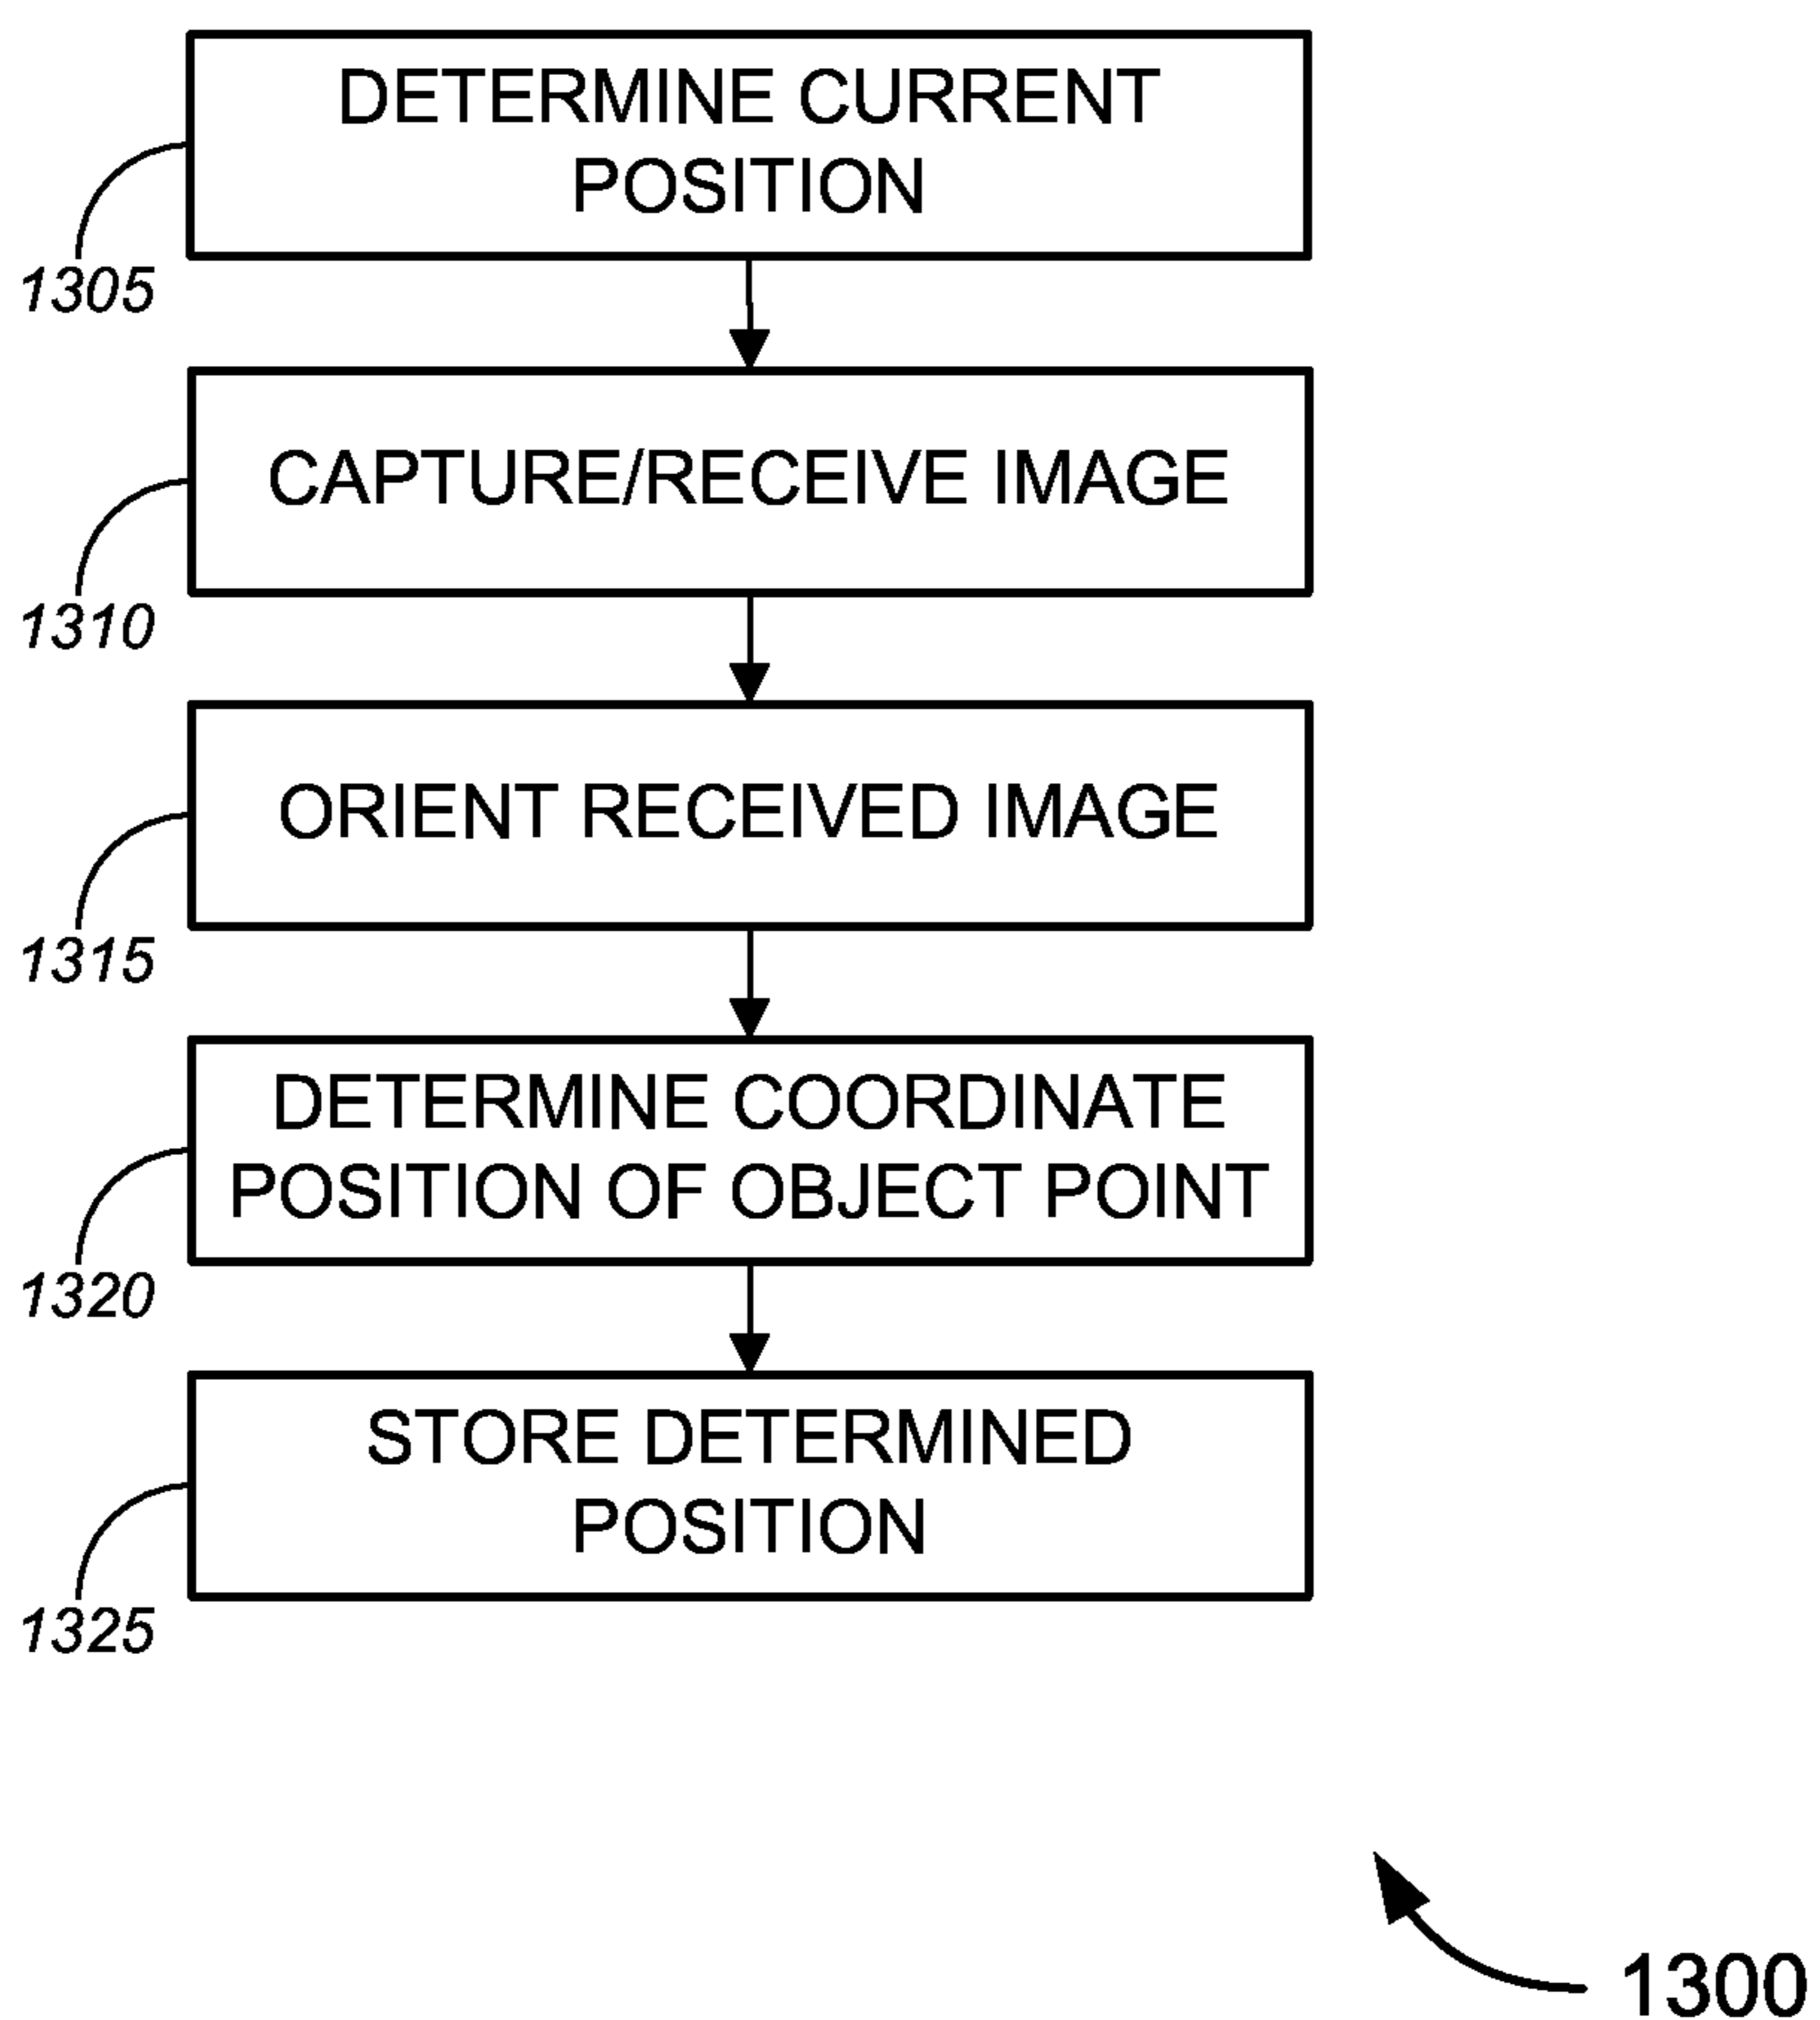 DETERMINE CURRENT
POSITION
1305
CAPTURE/RECEIVE IMAGE
1310
ORIENT RECEIVED IMAGE
1315
DETERMINE COORDINATE
POSITION OF OBJECT POINT
1320
STORE DETERMINED
POSITION
1325
1300